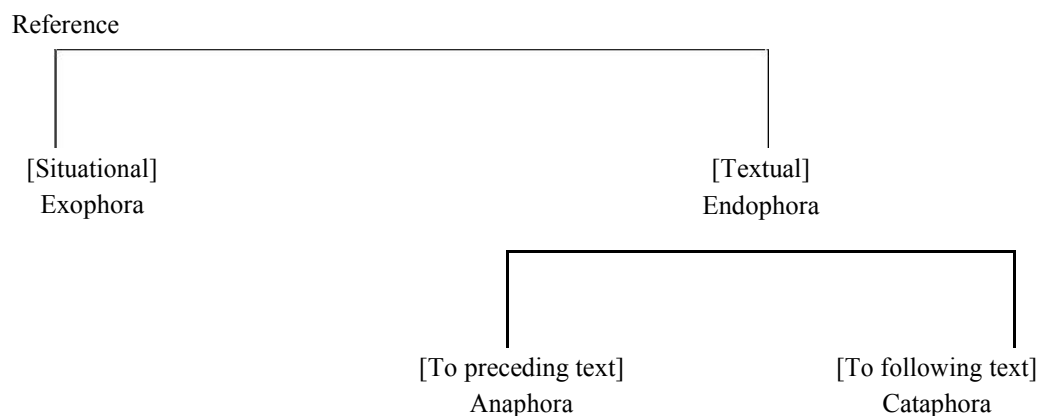 Reference
[Situational]
Exophora
[Textual]
Endophora
[To preceding text]
Anaphora
[To following text]
Cataphora